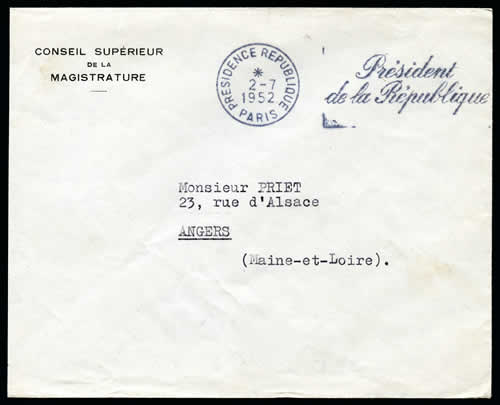 CONSEIL SUPÉRIEUR
DE LA
MAGISTRATURE
PRESIDENCE REPUBLIQUE
*
2-7
1952
PARIS
Président
de la République
Monsieur PRIET
23, rue d'Alsace
ANGERS
(Maine-et-Loire).